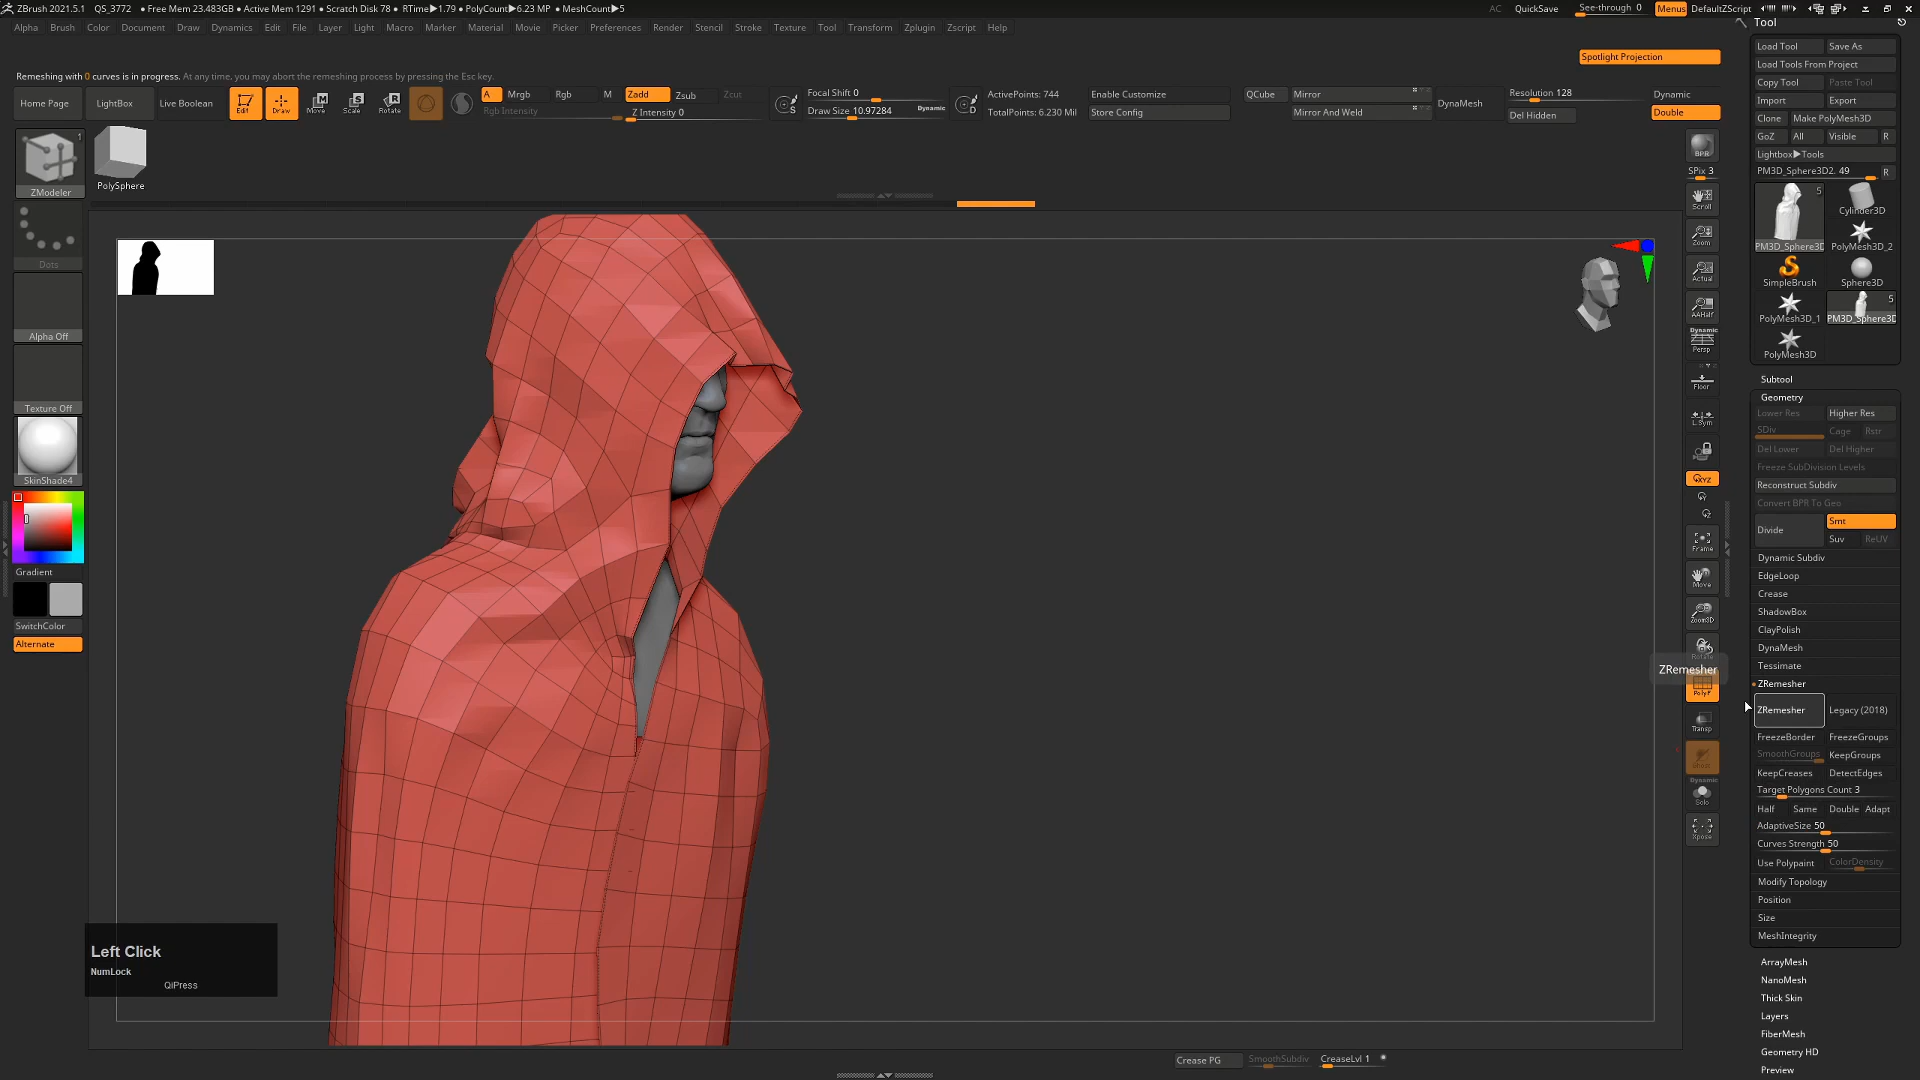 ZBrush 2021.5.1 QS_3772 • Free Mem 23.483GB • Active Mem 1291 • Scratch Disk 78 • RTime▶1.79 • PolyCount▶6.23 MP • MeshCount▶5
AC QuickSave See-through 0 Menus DefaultZScript
Alpha Brush Color Document Draw Dynamics Edit File Layer Light Macro Marker Material Movie Picker Preferences Render Stencil Stroke Texture Tool Transform Zplugin Zscript Help
Spotlight Projection
Remeshing with 0 curves is in progress. At any time, you may abort the remeshing process by pressing the Esc key.
Home Page LightBox Live Boolean Edit Draw Move Scale Rotate
A Mrgb Rgb M Zadd Zsub Zcut
Rgb Intensity Z Intensity 0
Focal Shift 0
Draw Size 10.97284 Dynamic
S D
ActivePoints: 744
TotalPoints: 6.230 Mil
Enable Customize
Store Config
QCube Mirror
Mirror And Weld
DynaMesh
Resolution 128
Del Hidden
Dynamic
Double
1
ZModeler
PolySphere
Dots
Alpha Off
Texture Off
SkinShade4
Gradient
SwitchColor
Alternate
Left Click
NumLock
QiPress
BPR
SPix 3
Scroll
Zoom
Actual
AAHalf
Dynamic
Persp
Floor
L.Sym
XYZ
Frame
Move
Zoom3D
Rotate
ZRemesher
PolyF
Transp
Ghost
Dynamic
Solo
Xpose
Tool
Load Tool Save As
Load Tools From Project
Copy Tool Paste Tool
Import Export
Clone Make PolyMesh3D
GoZ All Visible R
Lightbox▶Tools
PM3D_Sphere3D2. 49 R
5
PM3D_Sphere3D
Cylinder3D
PolyMesh3D_2
SimpleBrush
Sphere3D
PolyMesh3D_1
5
PM3D_Sphere3D
PolyMesh3D
Subtool
Geometry
Lower Res Higher Res
SDiv Cage Rstr
Del Lower Del Higher
Freeze SubDivision Levels
Reconstruct Subdiv
Convert BPR To Geo
Divide Smt
Suv ReUV
Dynamic Subdiv
EdgeLoop
Crease
ShadowBox
ClayPolish
DynaMesh
Tessimate
ZRemesher
ZRemesher Legacy (2018)
FreezeBorder FreezeGroups
SmoothGroups KeepGroups
KeepCreases DetectEdges
Target Polygons Count 3
Half Same Double Adapt
AdaptiveSize 50
Curves Strength 50
Use Polypaint ColorDensity
Modify Topology
Position
Size
MeshIntegrity
ArrayMesh
NanoMesh
Thick Skin
Layers
FiberMesh
Geometry HD
Preview
Crease PG SmoothSubdiv CreaseLvl 1